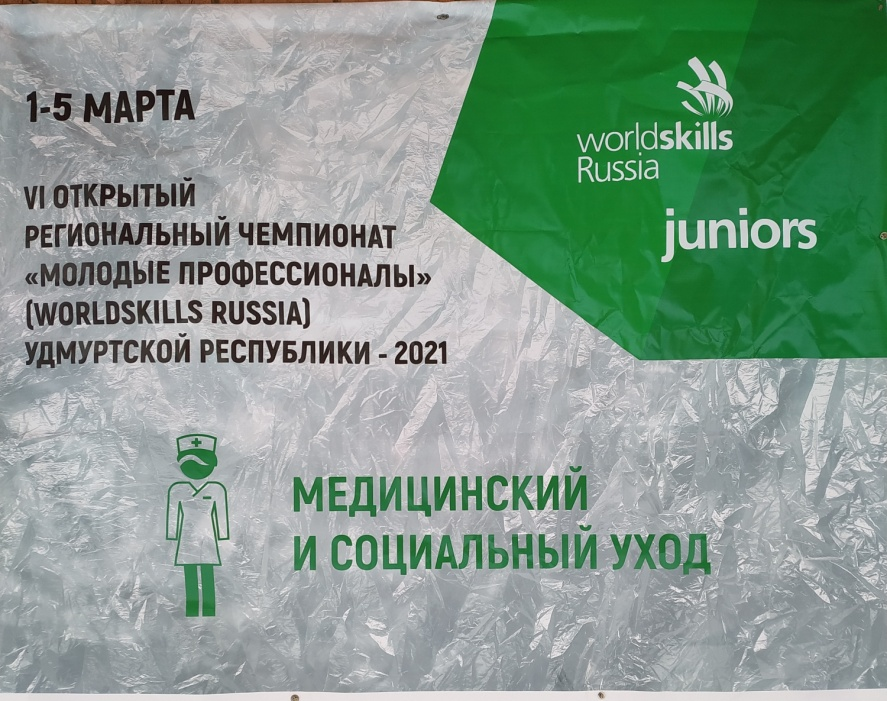 1-5 МАРТА
VI ОТКРЫТЫЙ
РЕГИОНАЛЬНЫЙ ЧЕМПИОНАТ
«МОЛОДЫЕ ПРОФЕССИОНАЛЫ»
(WORLDSKILLS RUSSIA)
УДМУРТСКОЙ РЕСПУБЛИКИ - 2021
worldskills
Russia
juniors
МЕДИЦИНСКИЙ
И СОЦИАЛЬНЫЙ УХОД